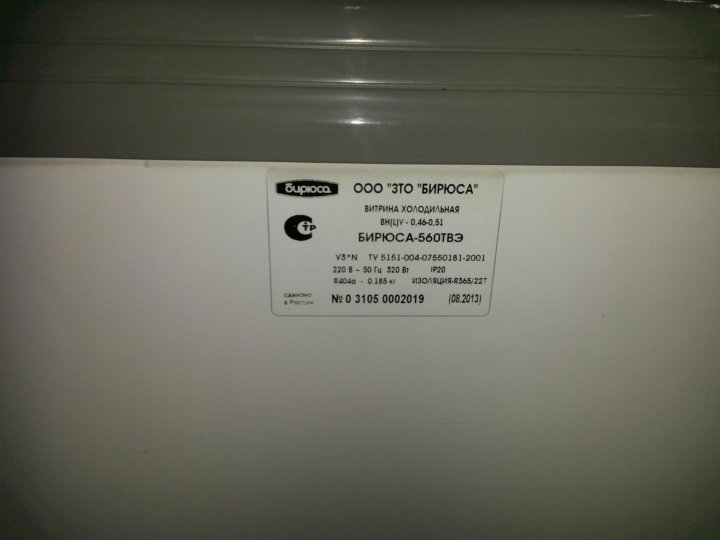 бирюса ООО "ЗТО "БИРЮСА"
ВИТРИНА ХОЛОДИЛЬНАЯ
ВН(L)V - 0,46-0,51
ТР
БИРЮСА-560ТВЭ
V3*N ТУ 5151-004-07550181-2001
220 В ~ 50 Гц 320 Вт IP20
R404a - 0.185 кг ИЗОЛЯЦИЯ-R365/227
сделано
в России
№ 0 3105 0002019 (08.2013)